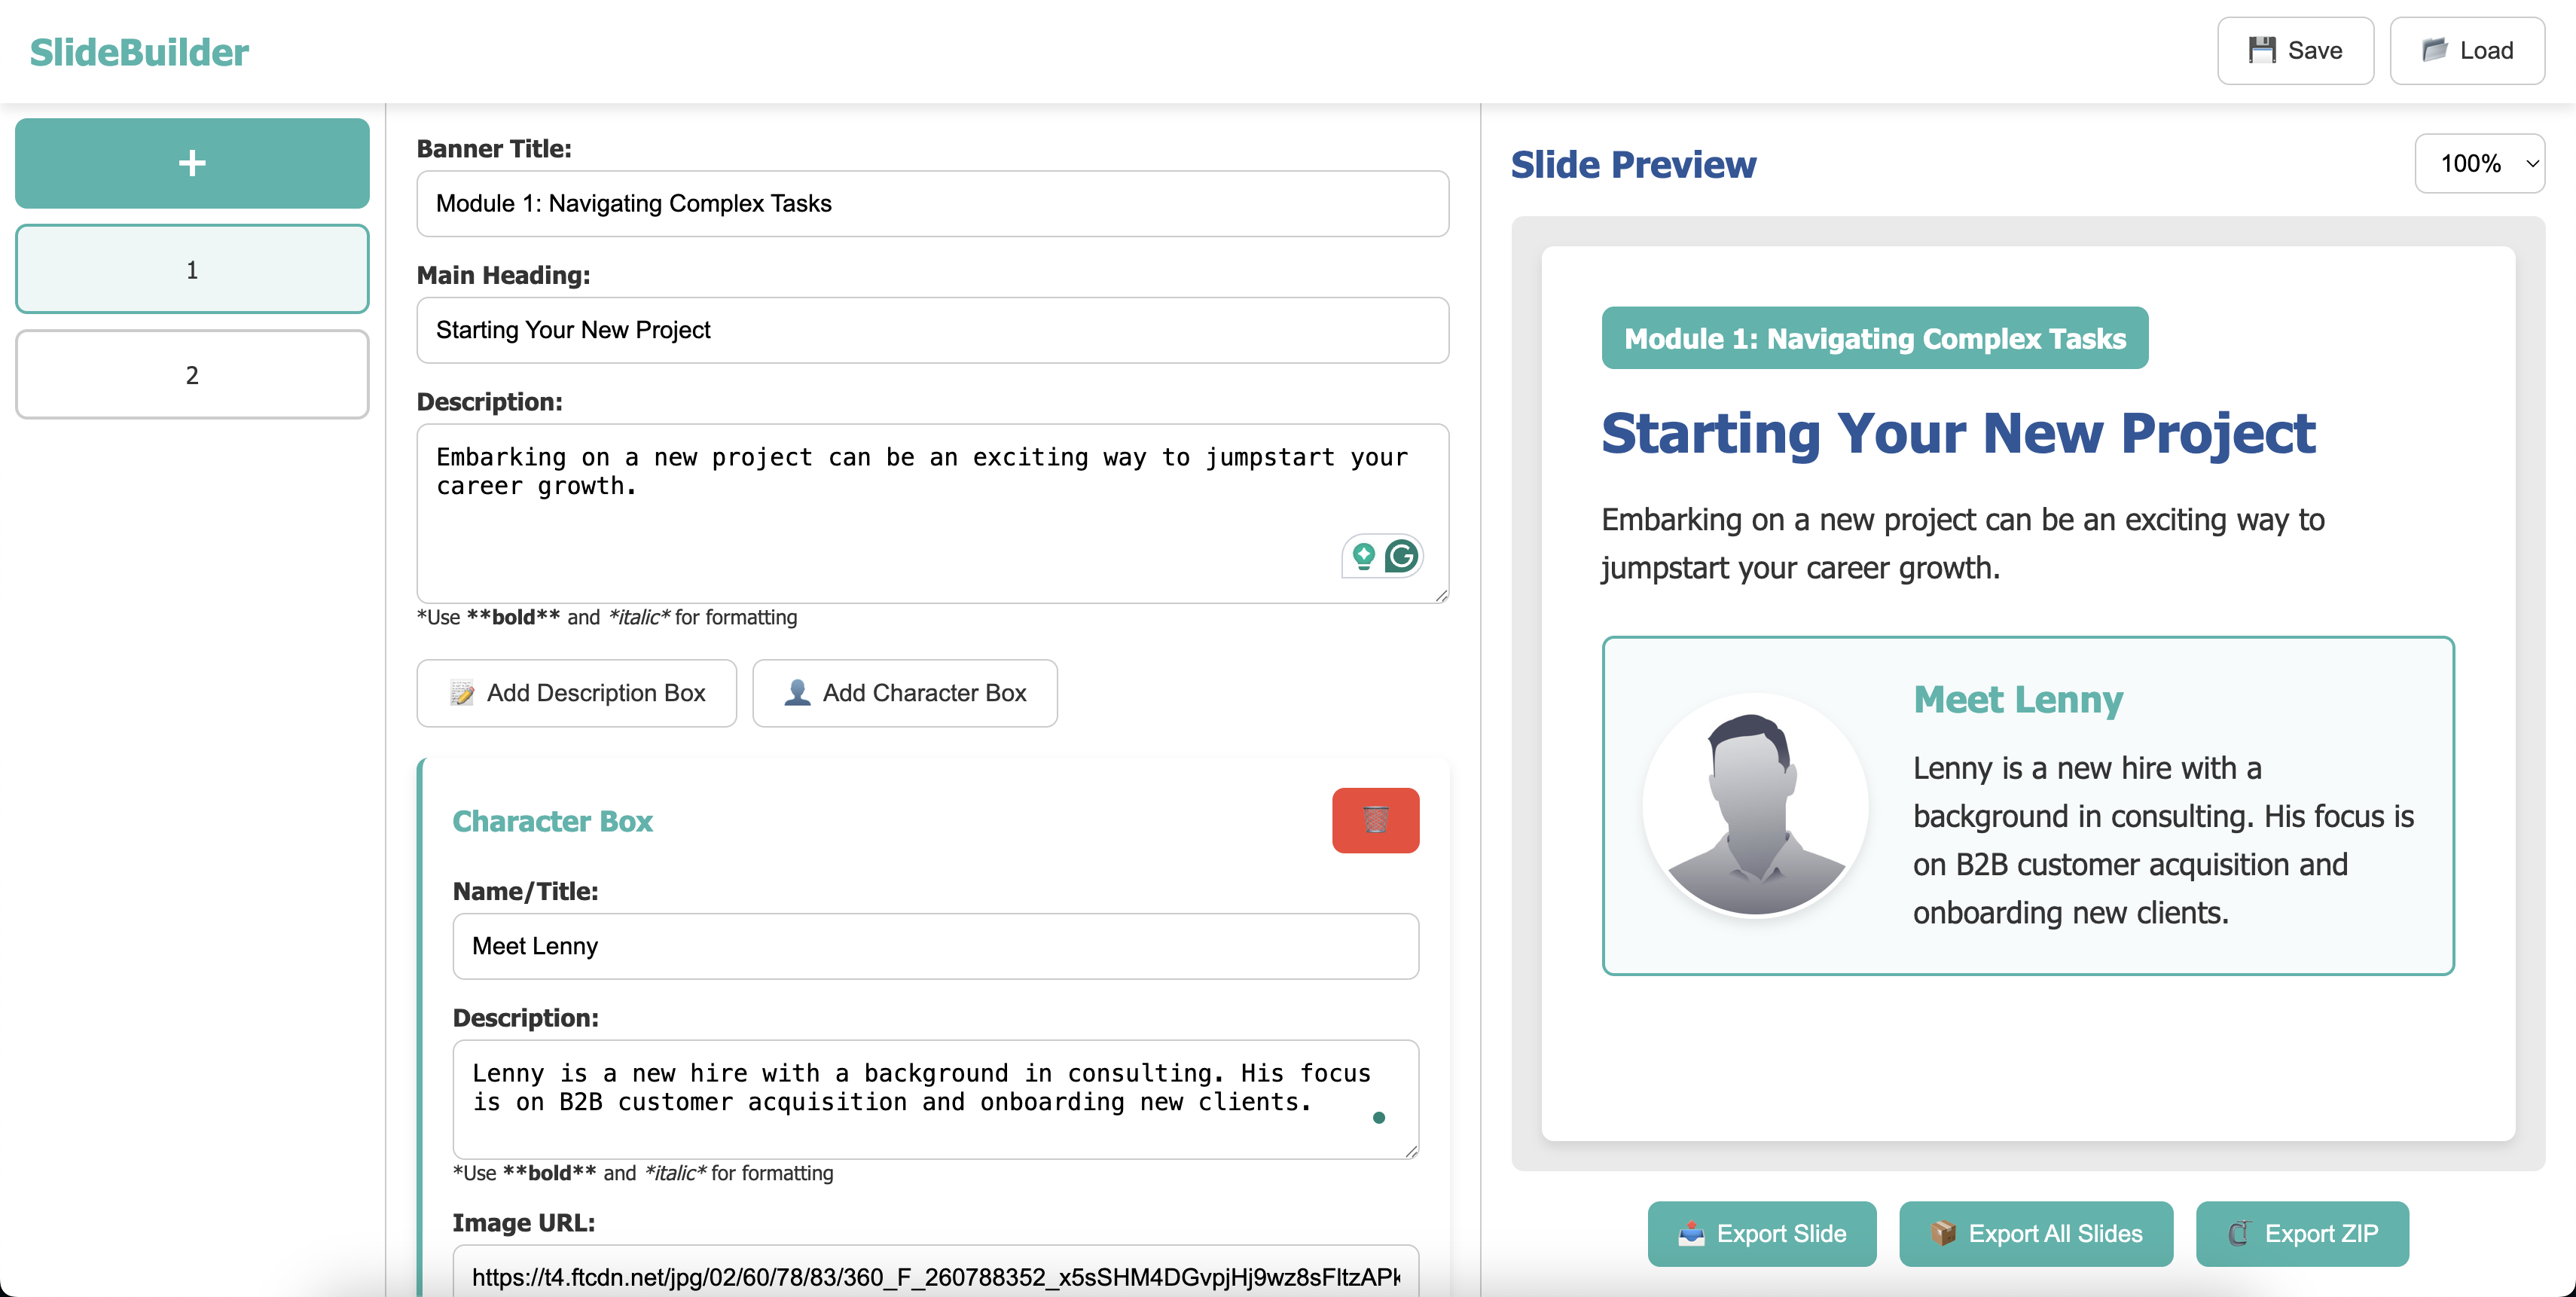 SlideBuilder
💾 Save
📂 Load
+
1
2
Banner Title:
Module 1: Navigating Complex Tasks
Main Heading:
Starting Your New Project
Description:
Embarking on a new project can be an exciting way to jumpstart your
career growth.
*Use **bold** and *italic* for formatting
📝 Add Description Box
👤 Add Character Box
Character Box
Name/Title:
Meet Lenny
Description:
Lenny is a new hire with a background in consulting. His focus
is on B2B customer acquisition and onboarding new clients.
*Use **bold** and *italic* for formatting
Image URL:
https://t4.ftcdn.net/jpg/02/60/78/83/360_F_260788352_x5sSHM4DGvpjHj9wz8sFltzAPk
Slide Preview
100%
Module 1: Navigating Complex Tasks
Starting Your New Project
Embarking on a new project can be an exciting way to
jumpstart your career growth.
Meet Lenny
Lenny is a new hire with a
background in consulting. His focus is
on B2B customer acquisition and
onboarding new clients.
📤 Export Slide
📦 Export All Slides
🗜️ Export ZIP